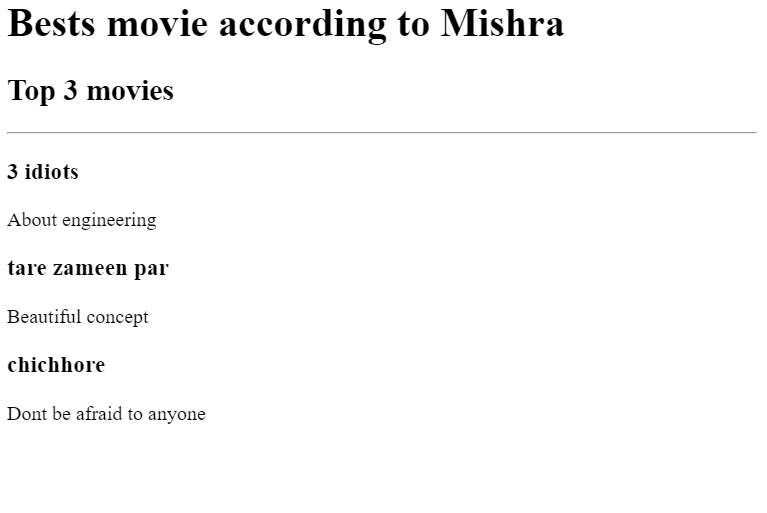 Bests movie according to Mishra
Top 3 movies
3 idiots
About engineering
tare zameen par
Beautiful concept
chichhore
Dont be afraid to anyone